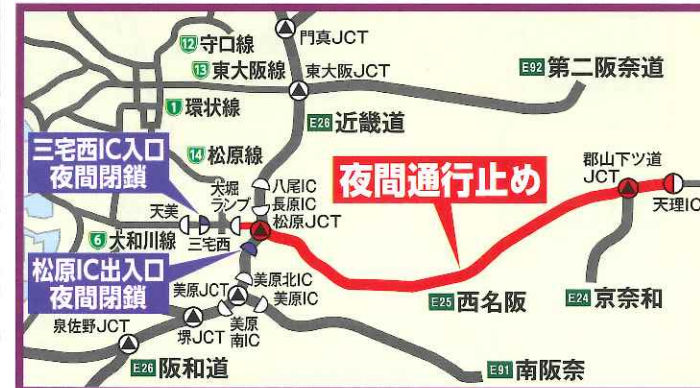 門真JCT
12 守口線
13 東大阪線
東大阪JCT
E92 第二阪奈道
1 環状線
E26 近畿道
三宅西IC入口
夜間閉鎖
14 松原線
夜間通行止め
郡山下ツ道
JCT
天理IC
大堀
ランプ
八尾IC
長原IC
松原JCT
天美
三宅西
6 大和川線
松原IC出入口
夜間閉鎖
美原北IC
美原JCT
美原IC
E25 西名阪
E24 京奈和
泉佐野JCT
堺JCT
美原
南IC
E26 阪和道
E91 南阪奈